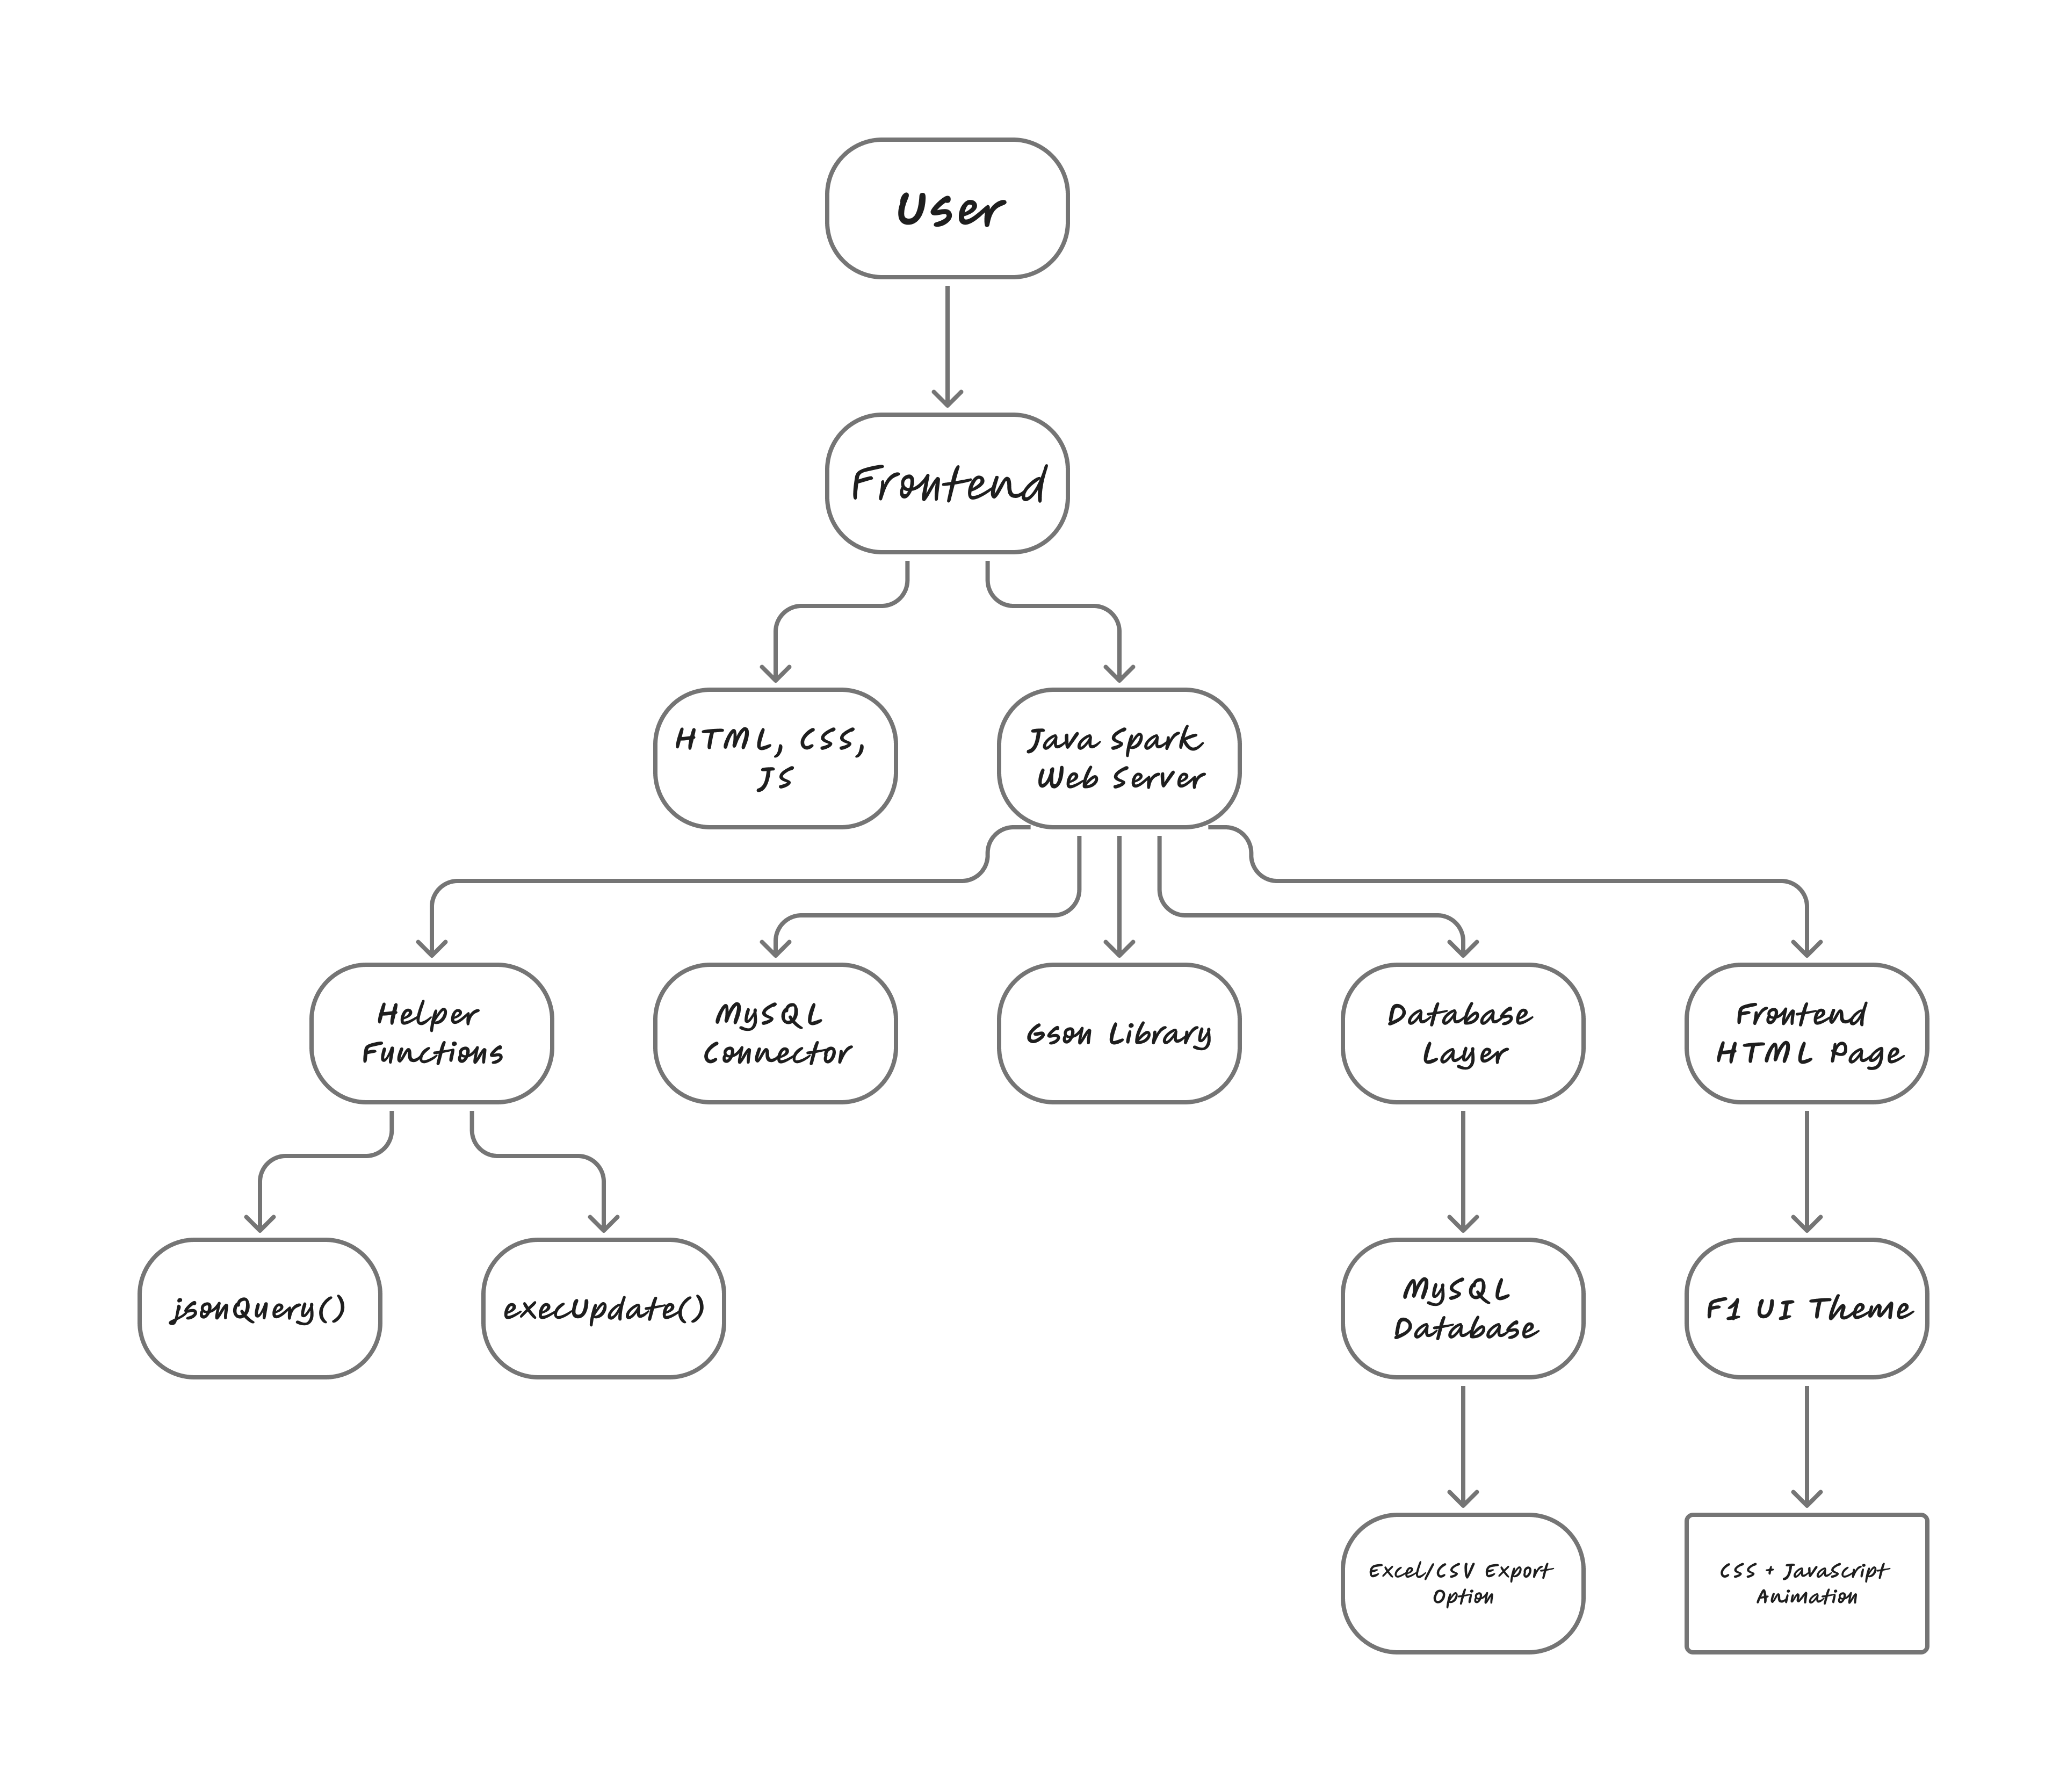 User
Frontend
HTML, CSS,
JS
Java Spark
Web Server
Helper
Functions
MySQL
Connector
Gson Library
Database
Layer
Frontend
HTML Page
jsonQuery()
execUpdate()
MySQL
Database
F1 UI Theme
Excel/CSV Export
Option
CSS + JavaScript
Animation